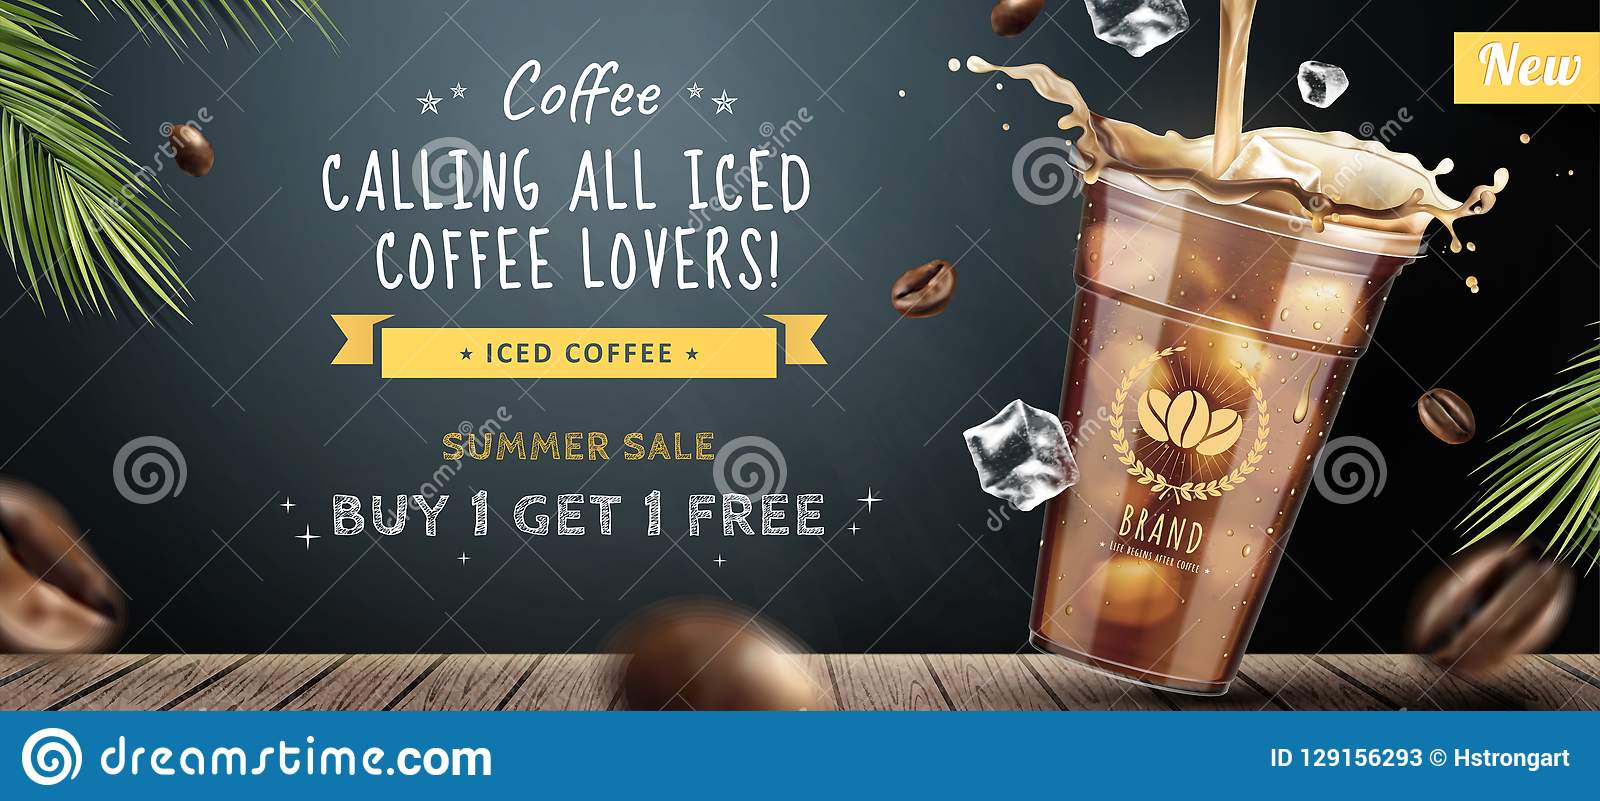 Coffee
CALLING ALL ICED
COFFEE LOVERS!
ICED COFFEE
SUMMER SALE
BUY 1 GET 1 FREE
New
BRAND
LIFE BEGINS AFTER COFFEE
dreamstime
dreamstime.com
ID 129156293 © Hstrongart